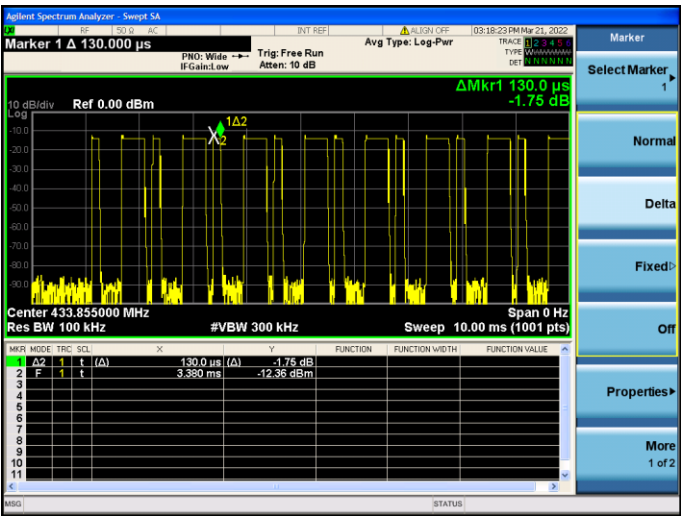 Agilent Spectrum Analyzer - Swept SA
RF 50 Ω AC INT REF ALIGN OFF 03:18:23 PM Mar 21, 2022
Marker 1 Δ 130.000 µs
PNO: Wide
IFGain:Low
Trig: Free Run
Atten: 10 dB
Avg Type: Log-Pwr
TRACE 1 2 3 4 5 6
TYPE
DET N N N N N N
ΔMkr1 130.0 µs
-1.75 dB
10 dB/div Ref 0.00 dBm
Log
1Δ2
2
-10.0
-20.0
-30.0
-40.0
-50.0
-60.0
-70.0
-80.0
-90.0
Center 433.855000 MHz Span 0 Hz
Res BW 100 kHz #VBW 300 kHz Sweep 10.00 ms (1001 pts)
MKR MODE TRC SCL X Y FUNCTION FUNCTION WIDTH FUNCTION VALUE
1 Δ2 1 t (Δ) 130.0 µs (Δ) -1.75 dB
2 F 1 t 3.380 ms -12.36 dBm
3
4
5
6
7
8
9
10
11
MSG STATUS
Marker
Select Marker
1
Normal
Delta
Fixed
Off
Properties
More
1 of 2